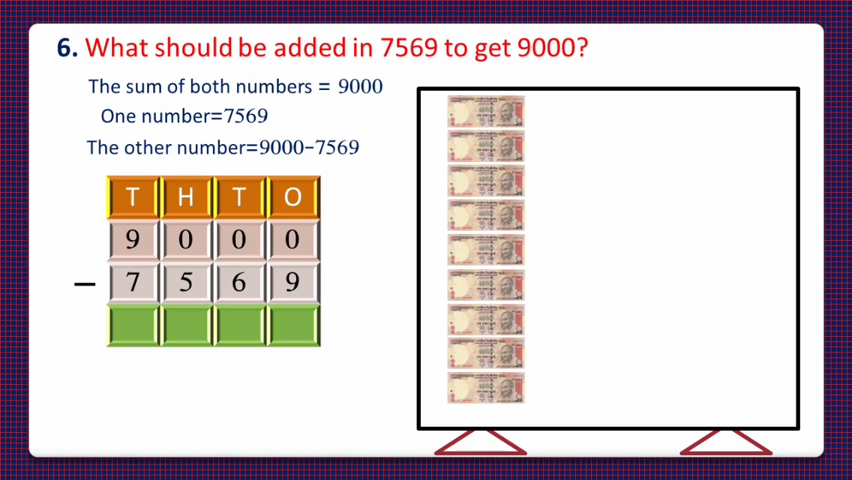 6. What should be added in 7569 to get 9000?
The sum of both numbers = 9000
One number=7569
The other number=9000-7569
T H T O
9 0 0 0
− 7 5 6 9